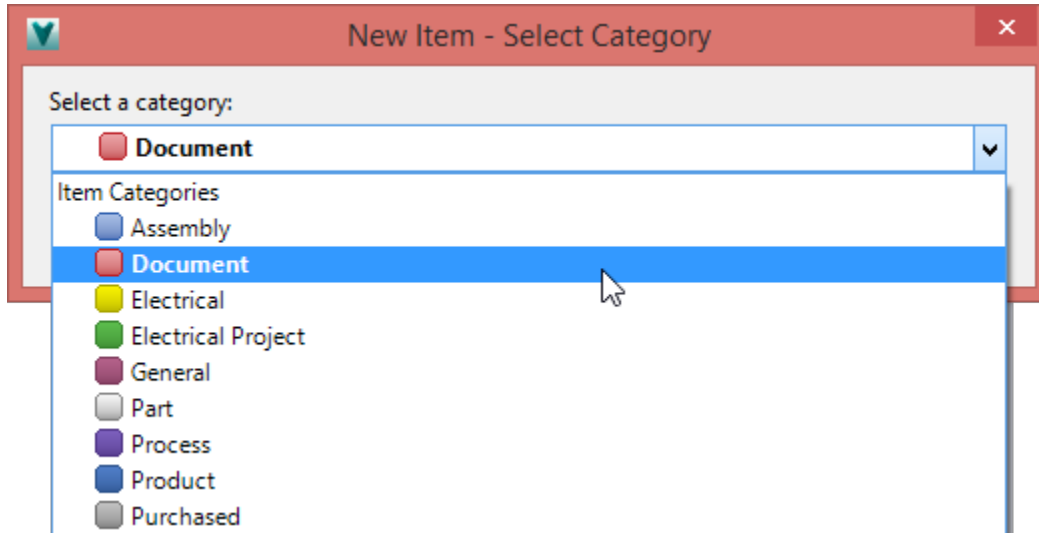 New Item - Select Category
Select a category:
Document
Item Categories
Assembly
Document
Electrical
Electrical Project
General
Part
Process
Product
Purchased